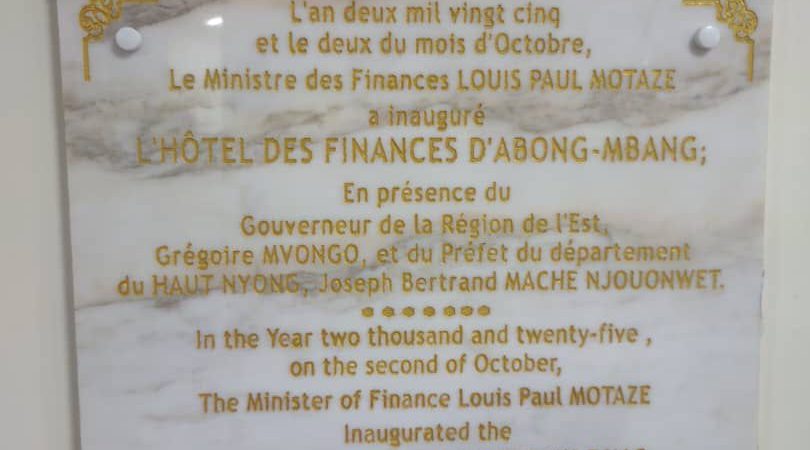 L'an deux mil vingt cinq
et le deux du mois d'Octobre,
Le Ministre des Finances LOUIS PAUL MOTAZE
a inauguré
L'HÔTEL DES FINANCES D'ABONG-MBANG;
En présence du
Gouverneur de la Région de l'Est,
Grégoire MVONGO, et du Préfet du département
du HAUT NYONG, Joseph Bertrand MACHE NJOUONWET.
In the Year two thousand and twenty-five ,
on the second of October,
The Minister of Finance Louis Paul MOTAZE
Inaugurated the